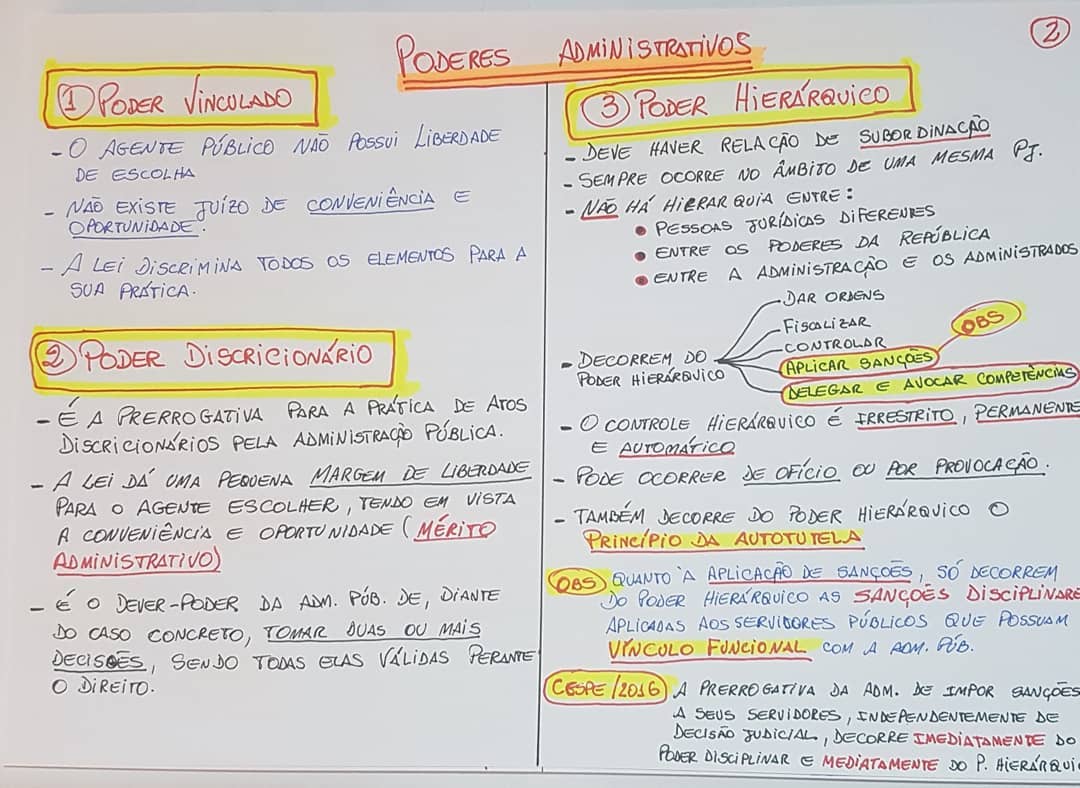 PODERES ADMINISTRATIVOS
2
1 PODER VINCULADO
- O AGENTE PÚBLICO NÃO POSSUI LIBERDADE
DE ESCOLHA
- NÃO EXISTE JUÍZO DE CONVENIÊNCIA E
OPORTUNIDADE.
- A LEI DISCRIMINA TODOS OS ELEMENTOS PARA A
SUA PRÁTICA.
2 PODER DISCRICIONÁRIO
- É A PRERROGATIVA PARA A PRÁTICA DE ATOS
DISCRICIONÁRIOS PELA ADMINISTRAÇÃO PÚBLICA.
- A LEI DÁ UMA PEQUENA MARGEM DE LIBERDADE
PARA O AGENTE ESCOLHER, TENDO EM VISTA
A CONVENIÊNCIA E OPORTUNIDADE (MÉRITO
ADMINISTRATIVO)
- É O DEVER-PODER DA ADM. PÚB. DE, DIANTE
DO CASO CONCRETO, TOMAR DUAS OU MAIS
DECISÕES, SENDO TODAS ELAS VÁLIDAS PERANTE
O DIREITO.
3 PODER HIERÁRQUICO
- DEVE HAVER RELAÇÃO DE SUBORDINAÇÃO
- SEMPRE OCORRE NO ÂMBITO DE UMA MESMA PJ.
- NÃO HÁ HIERARQUIA ENTRE:
• PESSOAS JURÍDICAS DIFERENTES
• ENTRE OS PODERES DA REPÚBLICA
• ENTRE A ADMINISTRAÇÃO E OS ADMINISTRADOS
- DECORREM DO
PODER HIERÁRQUICO
DAR ORDENS
FISCALIZAR
CONTROLAR
APLICAR SANÇÕES
OBS
DELEGAR E AVOCAR COMPETÊNCIAS
- O CONTROLE HIERÁRQUICO É IRRESTRITO, PERMANENTE
E AUTOMÁTICO
- PODE OCORRER DE OFÍCIO OU POR PROVOCAÇÃO.
- TAMBÉM DECORRE DO PODER HIERÁRQUICO O
PRINCÍPIO DA AUTOTUTELA
OBS QUANTO À APLICAÇÃO DE SANÇÕES, SÓ DECORREM
DO PODER HIERÁRQUICO AS SANÇÕES DISCIPLINARE
APLICADAS AOS SERVIDORES PÚBLICOS QUE POSSUAM
VÍNCULO FUNCIONAL COM A ADM. PÚB.
CESPE/2016 A PRERROGATIVA DA ADM. DE IMPOR SANÇÕES
A SEUS SERVIDORES, INDEPENDENTEMENTE DE
DECISÃO JUDICIAL, DECORRE IMEDIATAMENTE DO
PODER DISCIPLINAR E MEDIATAMENTE DO P. HIERÁRQUIC